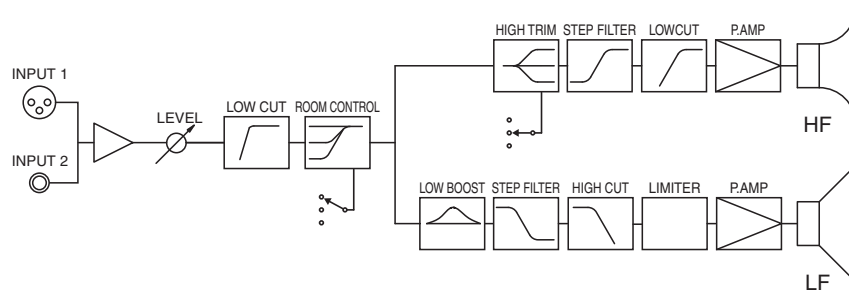 HIGH TRIM STEP FILTER LOWCUT P.AMP
INPUT 1
LEVEL LOW CUT ROOM CONTROL
HF
INPUT 2
LOW BOOST STEP FILTER HIGH CUT LIMITER P.AMP
LF